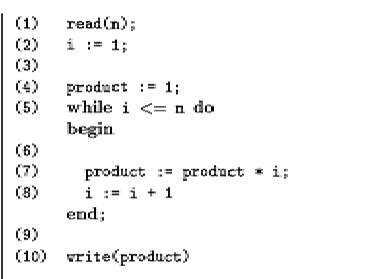 (1) read(n);
(2) i := 1;
(3)
(4) product := 1;
(5) while i <= n do
begin
(6)
(7) product := product * i;
(8) i := i + 1
end;
(9)
(10) write(product)